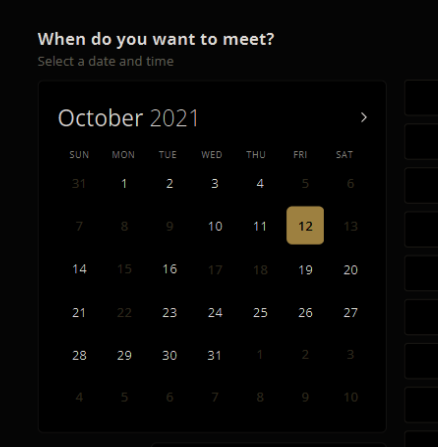 When do you want to meet?
Select a date and time
October 2021
SUN MON TUE WED THU FRI SAT
31 1 2 3 4 5 6
7 8 9 10 11 12 13
14 15 16 17 18 19 20
21 22 23 24 25 26 27
28 29 30 31 1 2 3
4 5 6 7 8 9 10